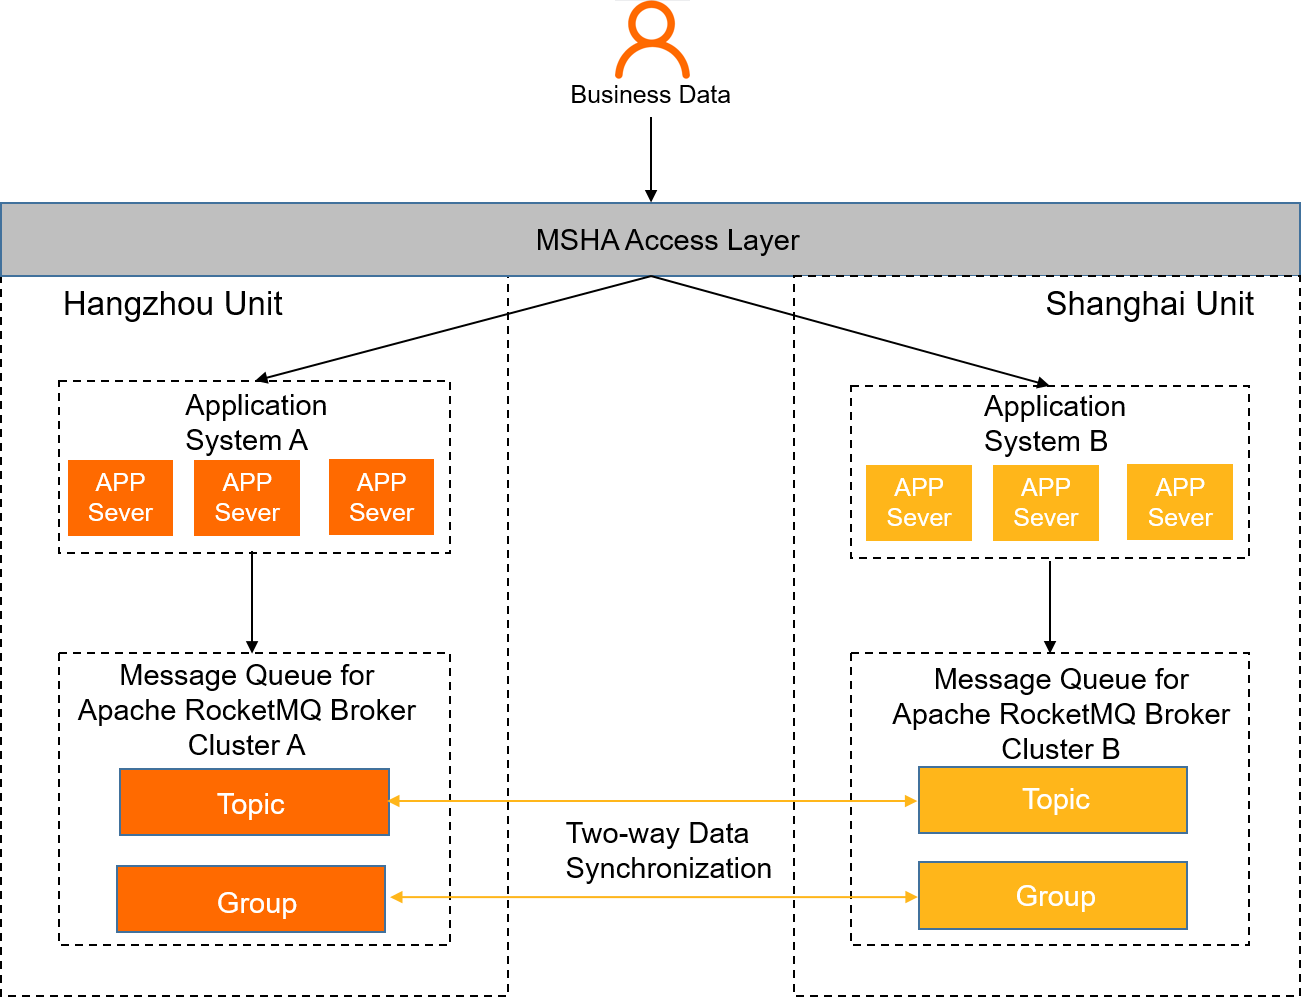 Business Data
MSHA Access Layer
Hangzhou Unit
Shanghai Unit
Application
System A
APP
Sever
APP
Sever
APP
Sever
Application
System B
APP
Sever
APP
Sever
APP
Sever
Message Queue for
Apache RocketMQ Broker
Cluster A
Topic
Group
Two-way Data
Synchronization
Message Queue for
Apache RocketMQ Broker
Cluster B
Topic
Group